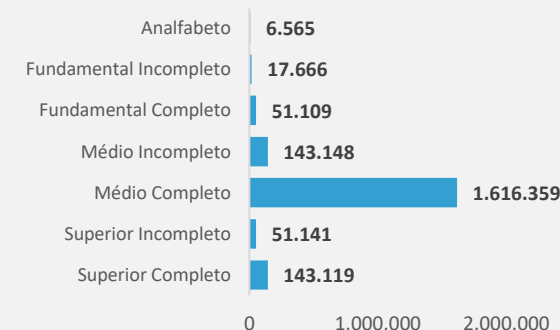 Analfabeto 6.565
Fundamental Incompleto 17.666
Fundamental Completo 51.109
Médio Incompleto 143.148
Médio Completo 1.616.359
Superior Incompleto 51.141
Superior Completo 143.119
0 1.000.000 2.000.000